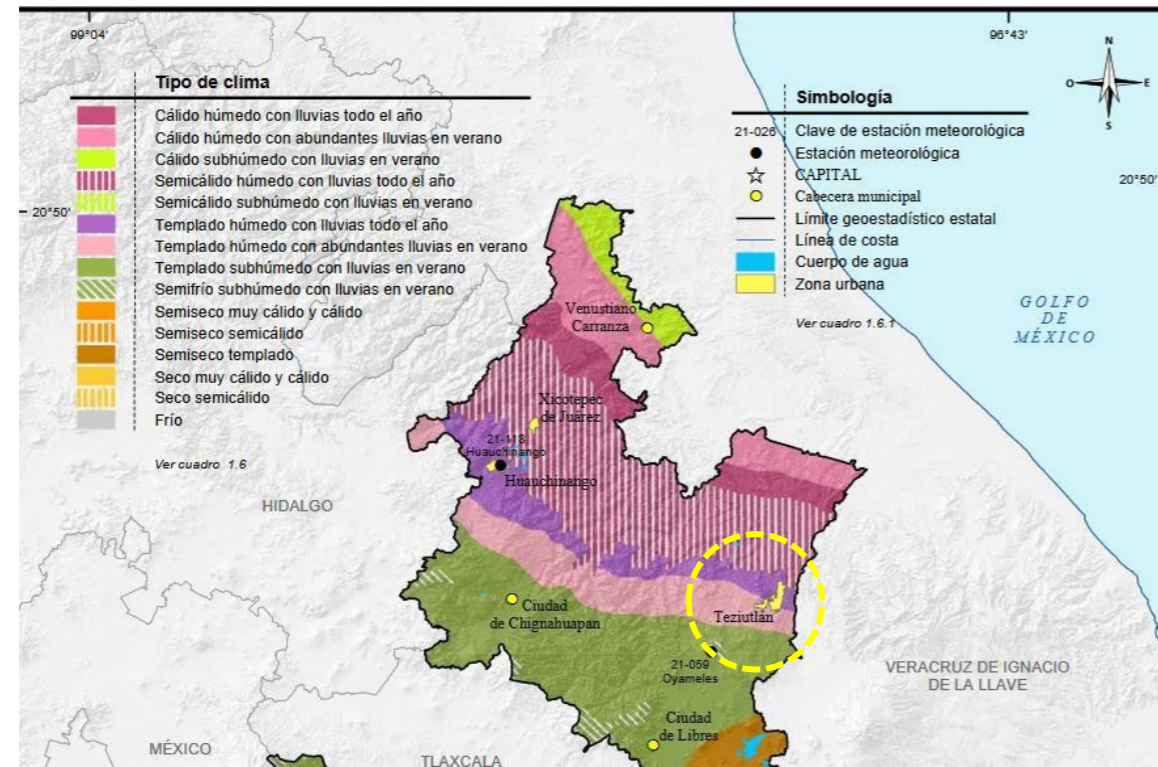 99°04'
96°43'
N
O
E
S
Tipo de clima
Cálido húmedo con lluvias todo el año
Cálido húmedo con abundantes lluvias en verano
Cálido subhúmedo con lluvias en verano
Semicálido húmedo con lluvias todo el año
Semicálido subhúmedo con lluvias en verano
Templado húmedo con lluvias todo el año
Templado húmedo con abundantes lluvias en verano
Templado subhúmedo con lluvias en verano
Semifrío subhúmedo con lluvias en verano
Semiseco muy cálido y cálido
Semiseco semicálido
Semiseco templado
Seco muy cálido y cálido
Seco semicálido
Frío
Ver cuadro 1.6
Simbología
21-026 Clave de estación meteorológica
Estación meteorológica
CAPITAL
Cabecera municipal
Límite geoestadístico estatal
Línea de costa
Cuerpo de agua
Zona urbana
Ver cuadro 1.6.1
20°50'
20°50'
GOLFO
DE
MÉXICO
Venustiano
Carranza
Xicotepec
de Juárez
21-118
Huauchinango
Huauchinango
HIDALGO
Ciudad
de Chignahuapan
Teziutlán
21-059
Oyameles
VERACRUZ DE IGNACIO
DE LA LLAVE
Ciudad
de Libres
MÉXICO
TLAXCALA